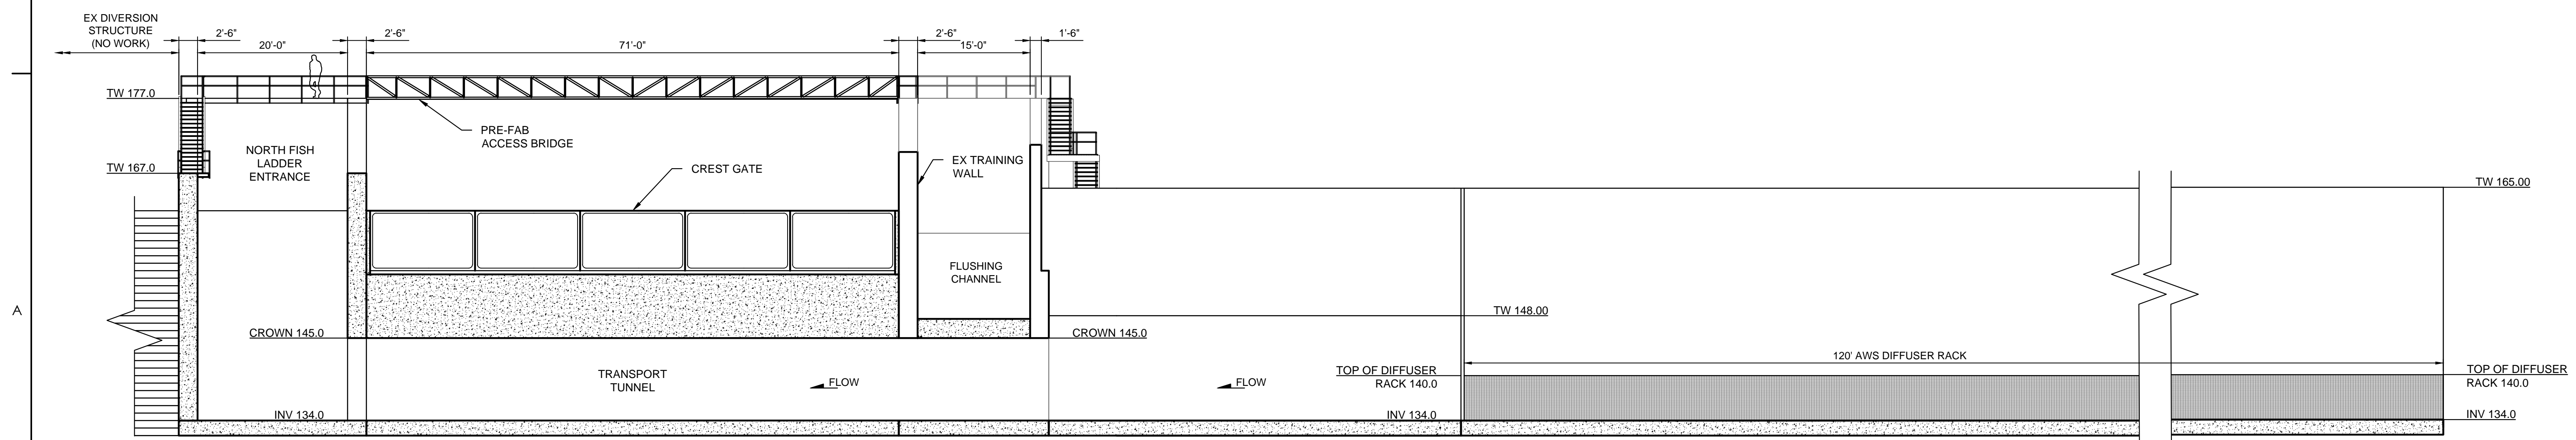 EX DIVERSION
STRUCTURE
(NO WORK)
2'-6"
20'-0"
2'-6"
71'-0"
2'-6"
15'-0"
1'-6"
TW 177.0
PRE-FAB
ACCESS BRIDGE
NORTH FISH
LADDER
ENTRANCE
TW 167.0
CREST GATE
EX TRAINING
WALL
TW 165.00
FLUSHING
CHANNEL
A
TW 148.00
CROWN 145.0
CROWN 145.0
120' AWS DIFFUSER RACK
TRANSPORT
TUNNEL
FLOW
FLOW
TOP OF DIFFUSER
RACK 140.0
TOP OF DIFFUSER
RACK 140.0
INV 134.0
INV 134.0
INV 134.0